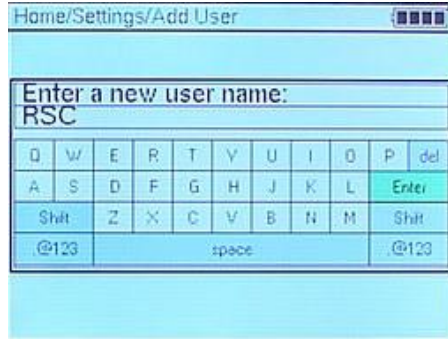 Home/Settings/Add User
Enter a new user name:
RSC
Q W E R T Y U I O P del
A S D F G H J K L Enter
Shift Z X C V B N M Shift
.@123 space .@123